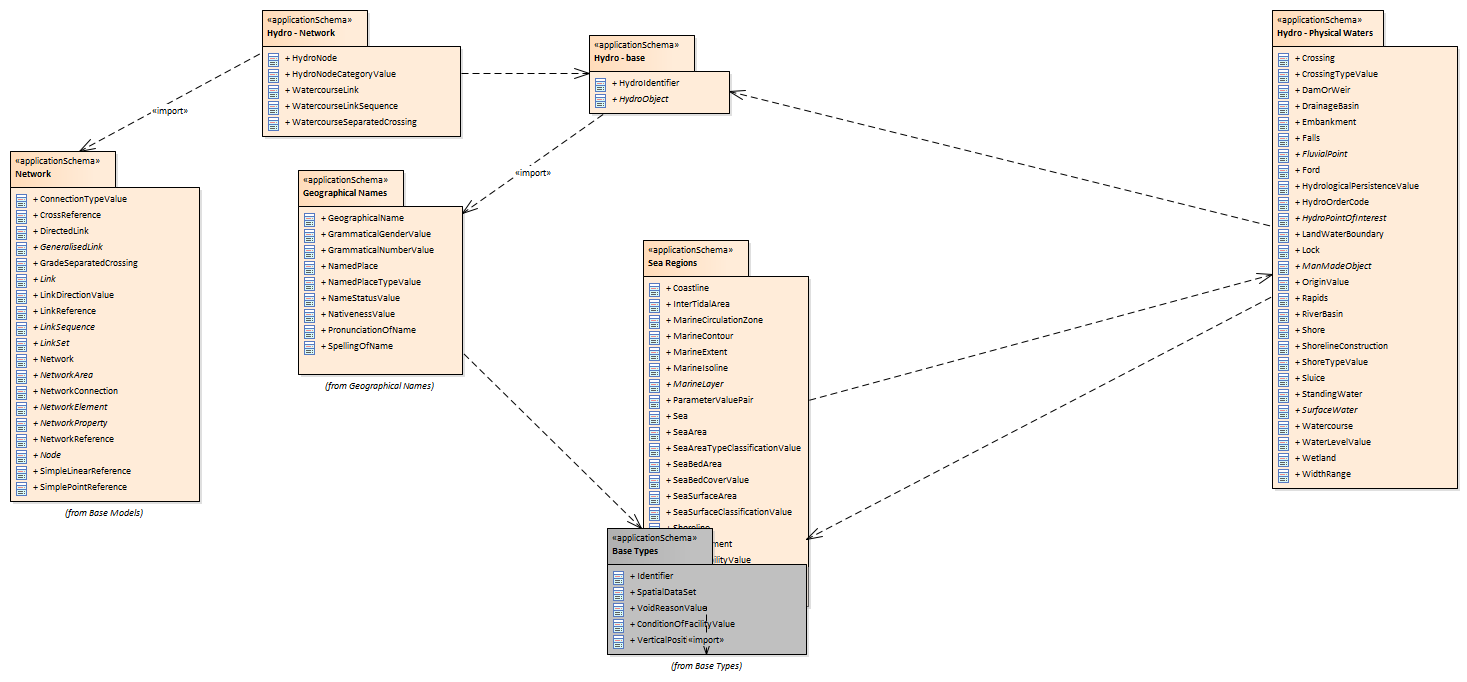 «applicationSchema»
Hydro - Network
+ HydroNode
+ HydroNodeCategoryValue
+ WatercourseLink
+ WatercourseLinkSequence
+ WatercourseSeparatedCrossing
«applicationSchema»
Hydro - base
+ HydroIdentifier
+ HydroObject
«applicationSchema»
Hydro - Physical Waters
+ Crossing
+ CrossingTypeValue
+ DamOrWeir
+ DrainageBasin
+ Embankment
+ Falls
+ FluvialPoint
+ Ford
+ HydrologicalPersistenceValue
+ HydroOrderCode
+ HydroPointOfInterest
+ LandWaterBoundary
+ Lock
+ ManMadeObject
+ OriginValue
+ Rapids
+ RiverBasin
+ Shore
+ ShorelineConstruction
+ ShoreTypeValue
+ Sluice
+ StandingWater
+ SurfaceWater
+ Watercourse
+ WaterLevelValue
+ Wetland
+ WidthRange
«import»
«applicationSchema»
Network
+ ConnectionTypeValue
+ CrossReference
+ DirectedLink
+ GeneralisedLink
+ GradeSeparatedCrossing
+ Link
+ LinkDirectionValue
+ LinkReference
+ LinkSequence
+ LinkSet
+ Network
+ NetworkArea
+ NetworkConnection
+ NetworkElement
+ NetworkProperty
+ NetworkReference
+ Node
+ SimpleLinearReference
+ SimplePointReference
(from Base Models)
«import»
«applicationSchema»
Geographical Names
+ GeographicalName
+ GrammaticalGenderValue
+ GrammaticalNumberValue
+ NamedPlace
+ NamedPlaceTypeValue
+ NameStatusValue
+ NativenessValue
+ PronunciationOfName
+ SpellingOfName
(from Geographical Names)
«applicationSchema»
Sea Regions
+ Coastline
+ InterTidalArea
+ MarineCirculationZone
+ MarineContour
+ MarineExtent
+ MarineIsoline
+ MarineLayer
+ ParameterValuePair
+ Sea
+ SeaArea
+ SeaAreaTypeClassificationValue
+ SeaBedArea
+ SeaBedCoverValue
+ SeaSurfaceArea
+ SeaSurfaceClassificationValue
+ Shoreline
«applicationSchema»
Base Types
+ Identifier
+ SpatialDataSet
+ VoidReasonValue
+ ConditionOfFacilityValue
+ VerticalPositi
«import»
(from Base Types)